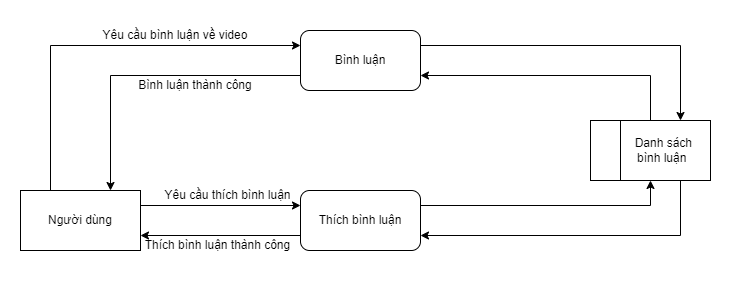 Yêu cầu bình luận về video
Bình luận
Bình luận thành công
Danh sách
bình luận
Yêu cầu thích bình luận
Người dùng
Thích bình luận
Thích bình luận thành công